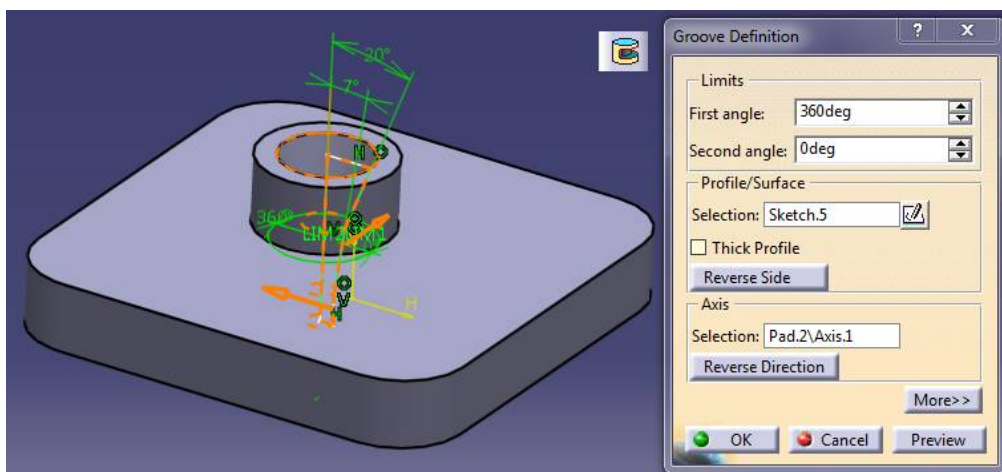 Groove Definition
? X
Limits
First angle: 360deg
Second angle: 0deg
Profile/Surface
Selection: Sketch.5
Thick Profile
Reverse Side
Axis
Selection: Pad.2\Axis.1
Reverse Direction
More>>
OK Cancel Preview
20°
7°
H
360°
V
H